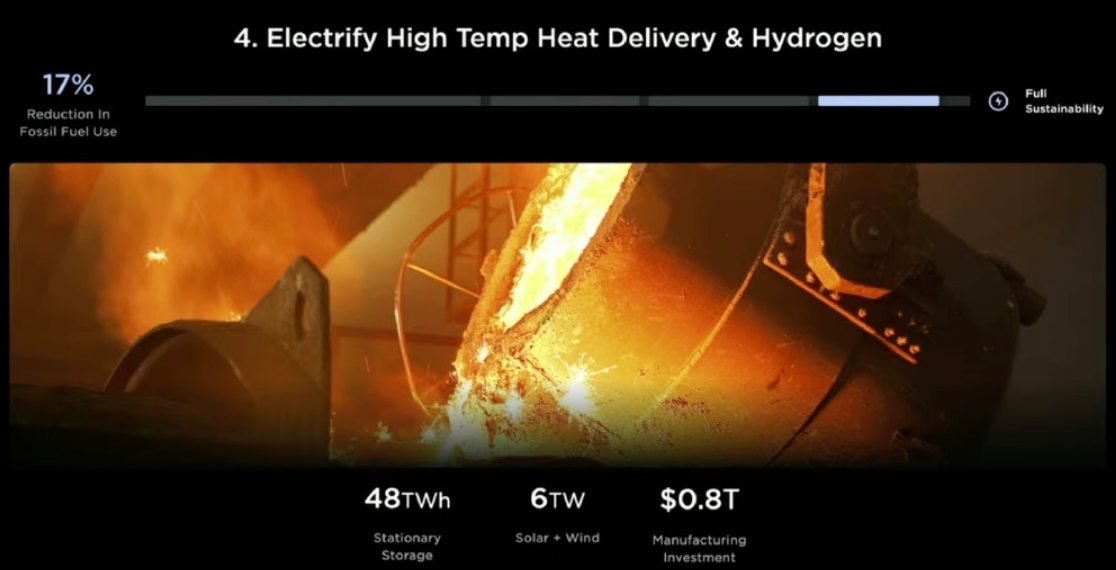 4. Electrify High Temp Heat Delivery & Hydrogen
17%
Reduction In
Fossil Fuel Use
Full
Sustainability
48TWh
Stationary
Storage
6TW
Solar + Wind
$0.8T
Manufacturing
Investment